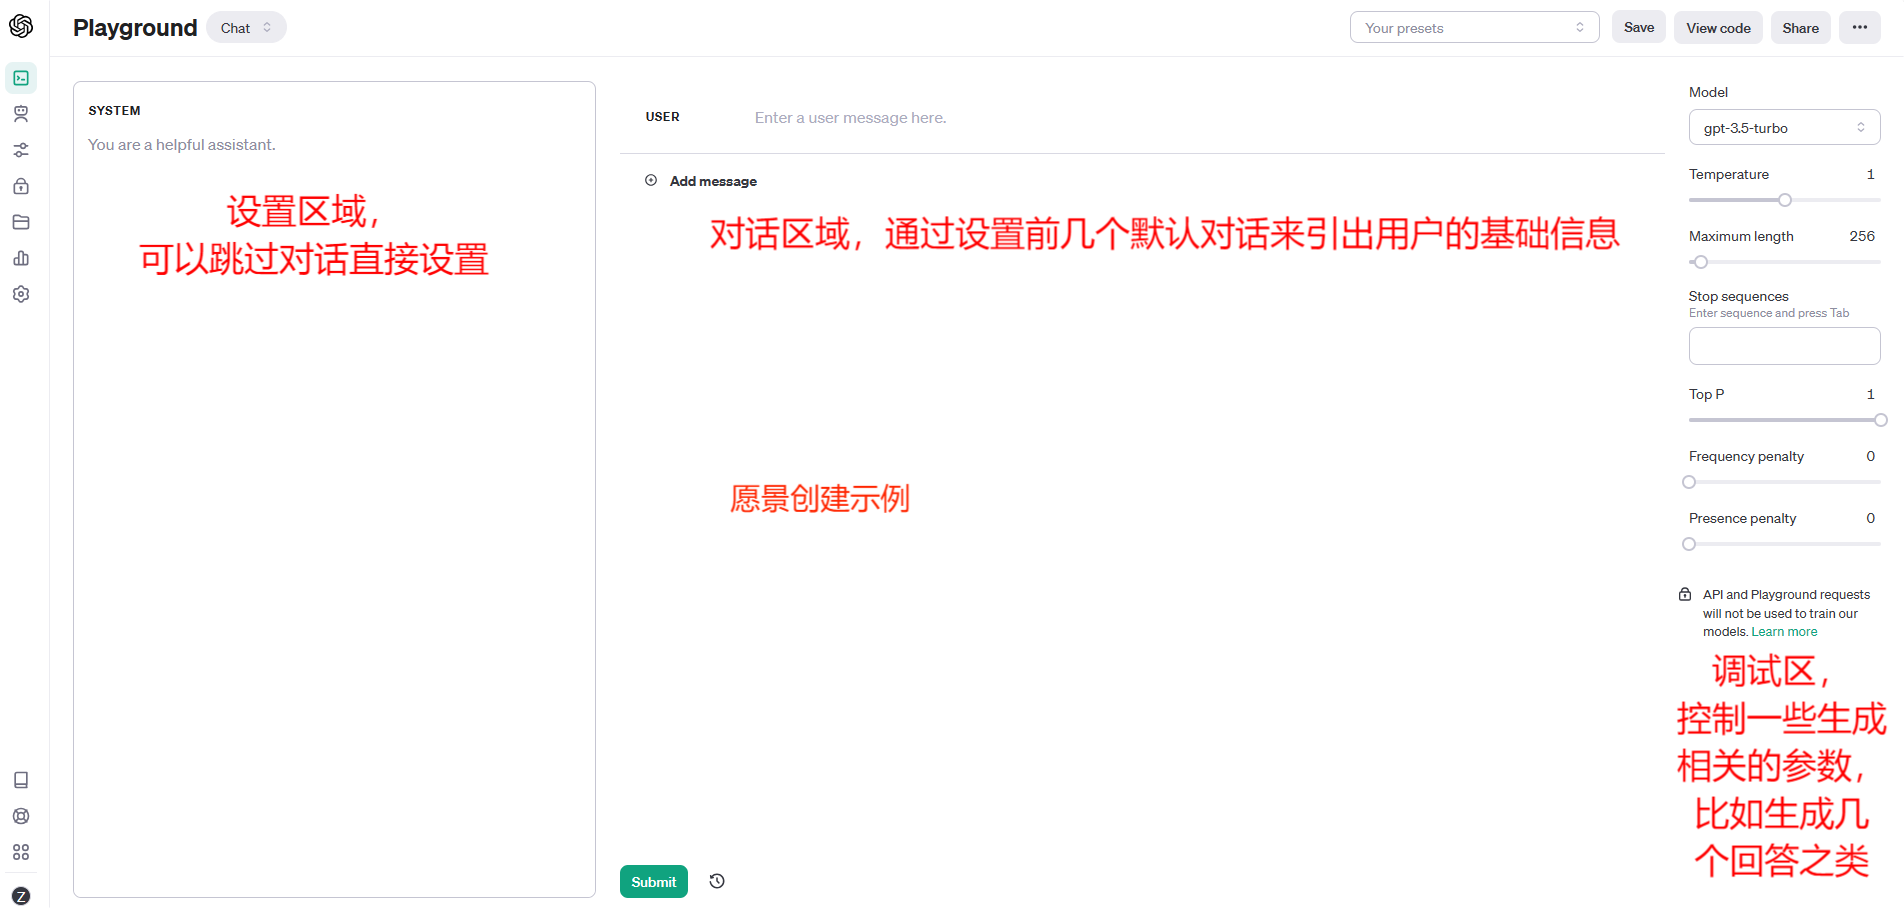 Playground
Chat
Your presets
Save
View code
Share
SYSTEM
You are a helpful assistant.
设置区域，
可以跳过对话直接设置
USER
Enter a user message here.
Add message
对话区域，通过设置前几个默认对话来引出用户的基础信息
愿景创建示例
Submit
Model
gpt-3.5-turbo
Temperature 1
Maximum length 256
Stop sequences
Enter sequence and press Tab
Top P 1
Frequency penalty 0
Presence penalty 0
API and Playground requests
will not be used to train our
models. Learn more
调试区，
控制一些生成
相关的参数，
比如生成几
个回答之类
Z